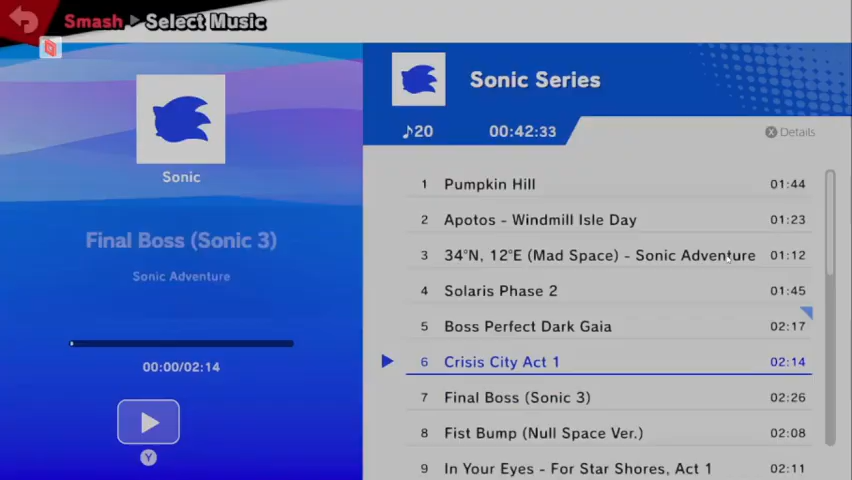 Smash ▶ Select Music
Sonic
Final Boss (Sonic 3)
Sonic Adventure
00:00/02:14
Y
Sonic Series
♪20 00:42:33
X Details
1 Pumpkin Hill 01:44
2 Apotos - Windmill Isle Day 01:23
3 34°N, 12°E (Mad Space) - Sonic Adventure 01:12
4 Solaris Phase 2 01:45
5 Boss Perfect Dark Gaia 02:17
6 Crisis City Act 1 02:14
7 Final Boss (Sonic 3) 02:26
8 Fist Bump (Null Space Ver.) 02:08
9 In Your Eyes - For Star Shores, Act 1 02:11